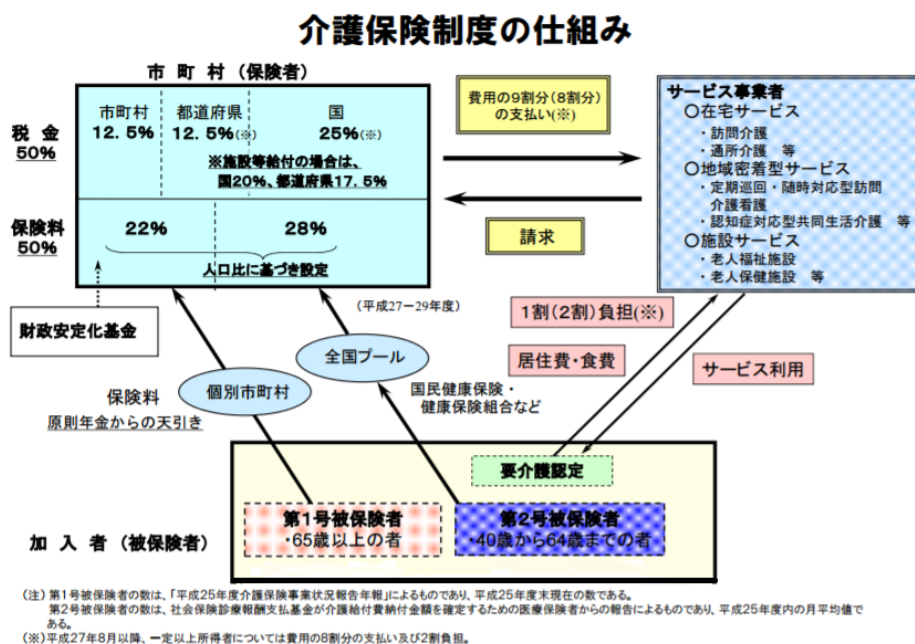 介護保険制度の仕組み
市 町 村 （保険者）
市町村
12．5%
都道府県
12．5%(※)
国
25%(※)
税 金
50%
※施設等給付の場合は、
国20%、都道府県17．5%
保険料
50%
22%
28%
人口比に基づき設定
費用の9割分（8割分）
の支払い(※)
請求
サービス事業者
〇在宅サービス
・訪問介護
・通所介護 等
〇地域密着型サービス
・定期巡回・随時対応型訪問
介護看護
・認知症対応型共同生活介護 等
〇施設サービス
・老人福祉施設
・老人保健施設 等
財政安定化基金
（平成27－29年度）
1割（2割）負担(※)
居住費・食費
サービス利用
全国プール
個別市町村
国民健康保険・
健康保険組合など
保険料
原則年金からの天引き
要介護認定
第1号被保険者
・65歳以上の者
第2号被保険者
・40歳から64歳までの者
加 入 者 （被保険者）
（注） 第1号被保険者の数は、「平成25年度介護保険事業状況報告年報」によるものであり、平成25年度末現在の数である。
第2号被保険者の数は、社会保険診療報酬支払基金が介護給付費納付金額を確定するための医療保険者からの報告によるものであり、平成25年度内の月平均値で
ある。
（※）平成27年8月以降、一定以上所得者については費用の8割分の支払い及び2割負担。